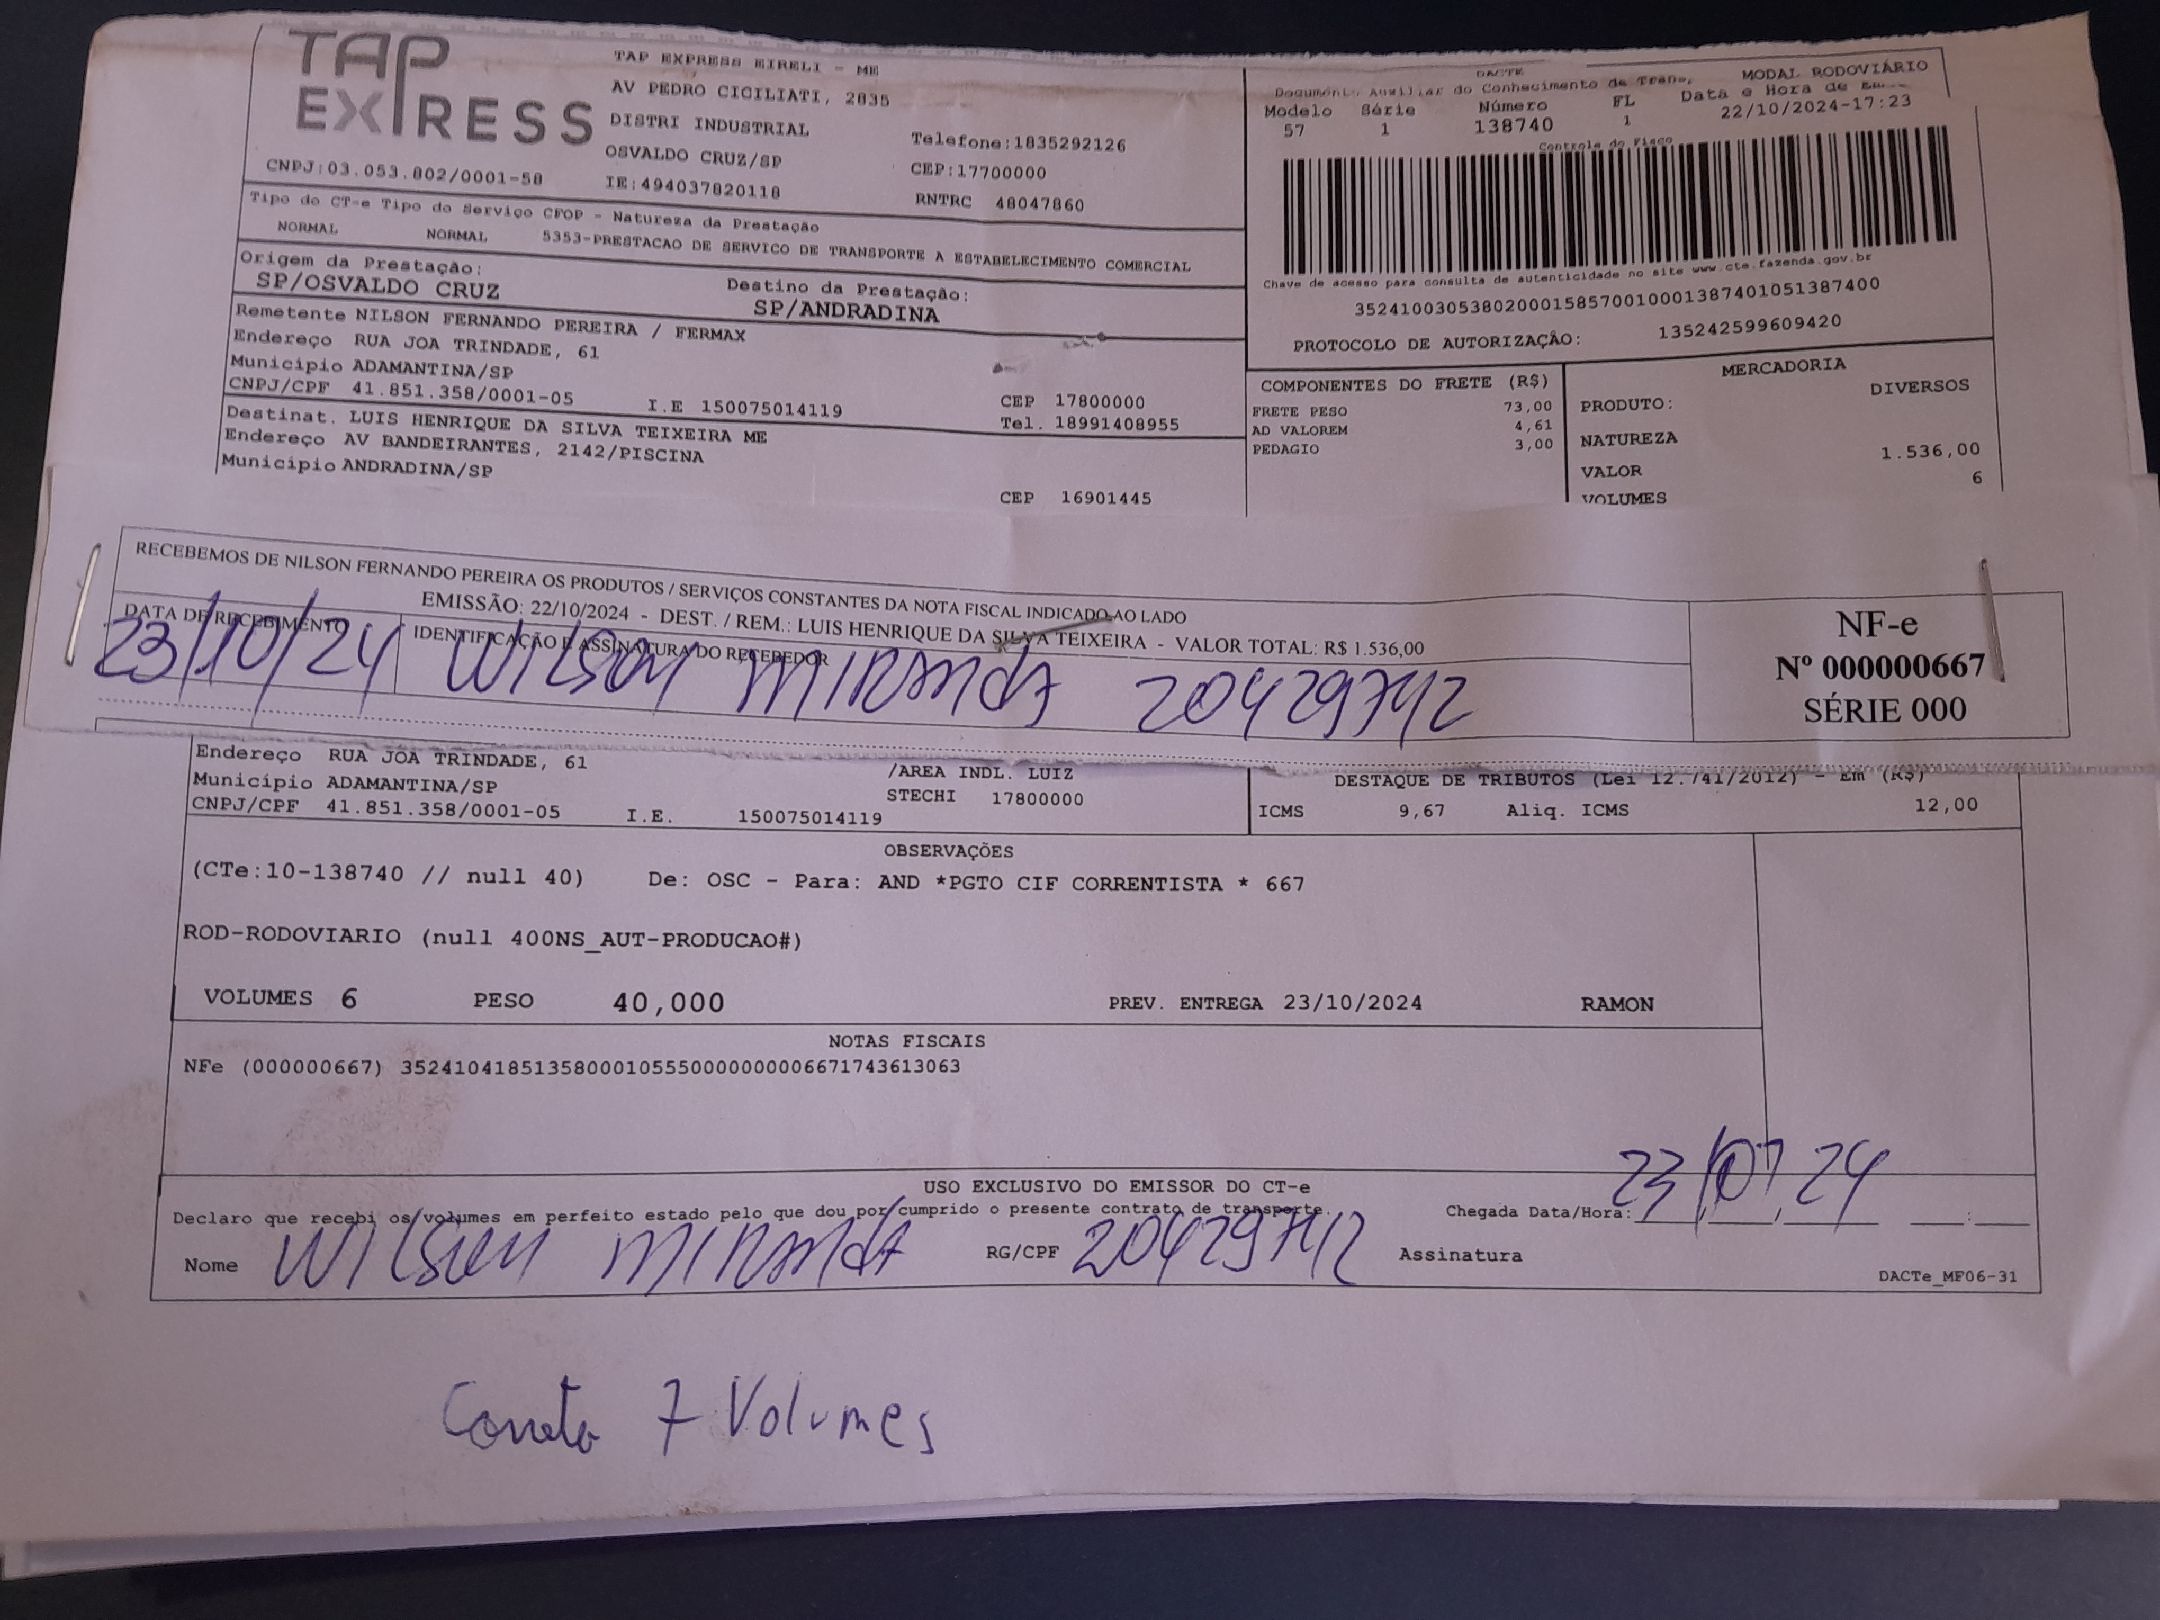 TAP EXPRESS
TAP EXPRESS EIRELI - ME
AV PEDRO CICILIATI, 2835
DISTRI INDUSTRIAL
OSVALDO CRUZ/SP
Telefone:1835292126
CEP:17700000
CNPJ:03.053.802/0001-58
IE:494037820118
RNTRC 48047860
DACTE
Documento Auxiliar do Conhecimento de Trans.
MODAL RODOVIÁRIO
Modelo Série Número FL Data e Hora de Em
57 1 138740 1 22/10/2024-17:23
Controle do Fisco
Chave de acesso para consulta de autenticidade no site www.cte.fazenda.gov.br
35241003053802000158570010001387401051387400
PROTOCOLO DE AUTORIZAÇÃO: 135242599609420
Tipo do CT-e Tipo do Serviço CFOP - Natureza da Prestação
NORMAL NORMAL 5353-PRESTACAO DE SERVICO DE TRANSPORTE A ESTABELECIMENTO COMERCIAL
Origem da Prestação: Destino da Prestação:
SP/OSVALDO CRUZ SP/ANDRADINA
Remetente NILSON FERNANDO PEREIRA / FERMAX
Endereço RUA JOA TRINDADE, 61
Município ADAMANTINA/SP CEP 17800000
CNPJ/CPF 41.851.358/0001-05 I.E 150075014119 Tel. 18991408955
Destinat. LUIS HENRIQUE DA SILVA TEIXEIRA ME
Endereço AV BANDEIRANTES, 2142/PISCINA
Município ANDRADINA/SP CEP 16901445
COMPONENTES DO FRETE (R$)
FRETE PESO 73,00
AD VALOREM 4,61
PEDAGIO 3,00
MERCADORIA
PRODUTO: DIVERSOS
NATUREZA
VALOR 1.536,00
VOLUMES 6
RECEBEMOS DE NILSON FERNANDO PEREIRA OS PRODUTOS / SERVIÇOS CONSTANTES DA NOTA FISCAL INDICADO AO LADO
EMISSÃO: 22/10/2024 - DEST. / REM.: LUIS HENRIQUE DA SILVA TEIXEIRA - VALOR TOTAL: R$ 1.536,00
DATA DE RECEBIMENTO IDENTIFICAÇÃO E ASSINATURA DO RECEBEDOR
23/10/24 WILSON MIRANDA 204297412
NF-e
Nº 000000667
SÉRIE 000
Endereço RUA JOA TRINDADE, 61 /AREA INDL. LUIZ
Município ADAMANTINA/SP STECHI 17800000
CNPJ/CPF 41.851.358/0001-05 I.E. 150075014119
DESTAQUE DE TRIBUTOS (Lei 12.741/2012) - Em (R$)
ICMS 9,67 Aliq. ICMS 12,00
OBSERVAÇÕES
(CTe:10-138740 // null 40) De: OSC - Para: AND *PGTO CIF CORRENTISTA * 667
ROD-RODOVIARIO (null 400NS_AUT-PRODUCAO#)
VOLUMES 6 PESO 40,000 PREV. ENTREGA 23/10/2024 RAMON
NOTAS FISCAIS
NFe (000000667) 35241041851358000105550000000006671743613063
USO EXCLUSIVO DO EMISSOR DO CT-e
Declaro que recebi os volumes em perfeito estado pelo que dou por cumprido o presente contrato de transporte.
Chegada Data/Hora: 24
Nome WILSON MIRANDA RG/CPF 204297412 Assinatura
DACTe_MF06-31
7 Volumes